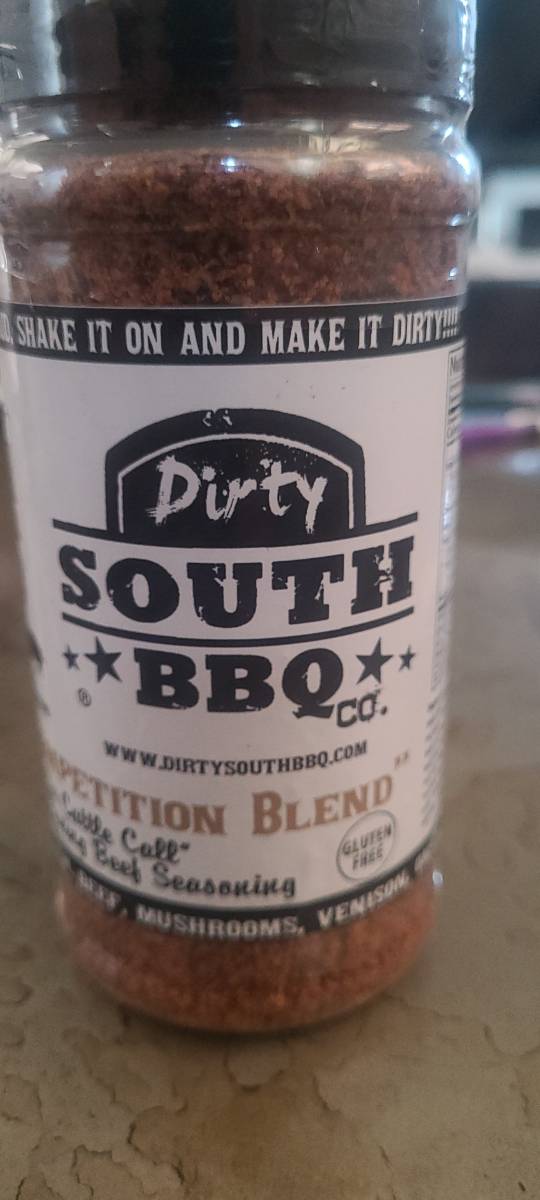 SHAKE IT ON AND MAKE IT DIRTY!!!!
Dirty
SOUTH
BBQ
CO.
®
WWW.DIRTYSOUTHBBQ.COM
PETITION BLEND
Cattle Call
Beef Seasoning
GLUTEN
FREE
BEEF, MUSHROOMS, VENISON,